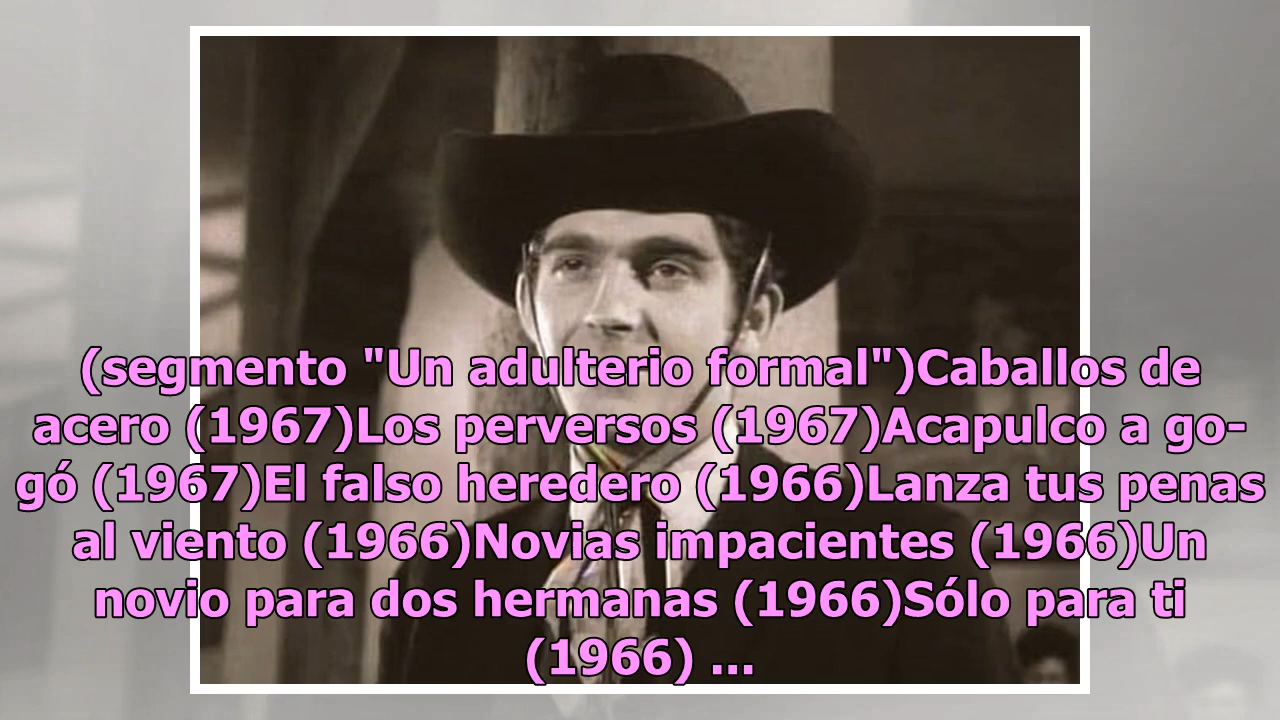 (segmento "Un adulterio formal")Caballos de
acero (1967)Los perversos (1967)Acapulco a go-
gó (1967)El falso heredero (1966)Lanza tus penas
al viento (1966)Novias impacientes (1966)Un
novio para dos hermanas (1966)Sólo para ti
(1966) ...